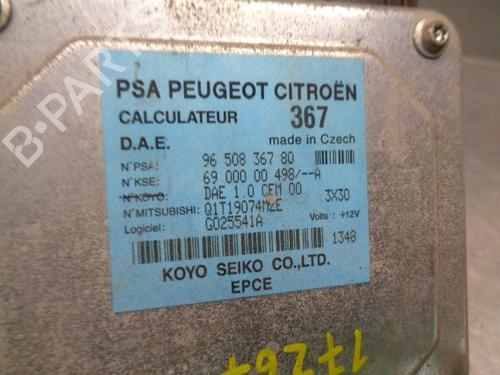 PSA PEUGEOT CITROËN
CALCULATEUR 367
D.A.E. made in Czech
N°PSA: 96 508 367 80
N°KSE: 69 000 00 498/--A
N°KOYO: DAE 1.0 CEM 00 3X30
N°MITSUBISHI: Q1T19074M2E Volts : +12V
Logiciel: G025541A
1348
KOYO SEIKO CO.,LTD.
EPCE
B-PARTS